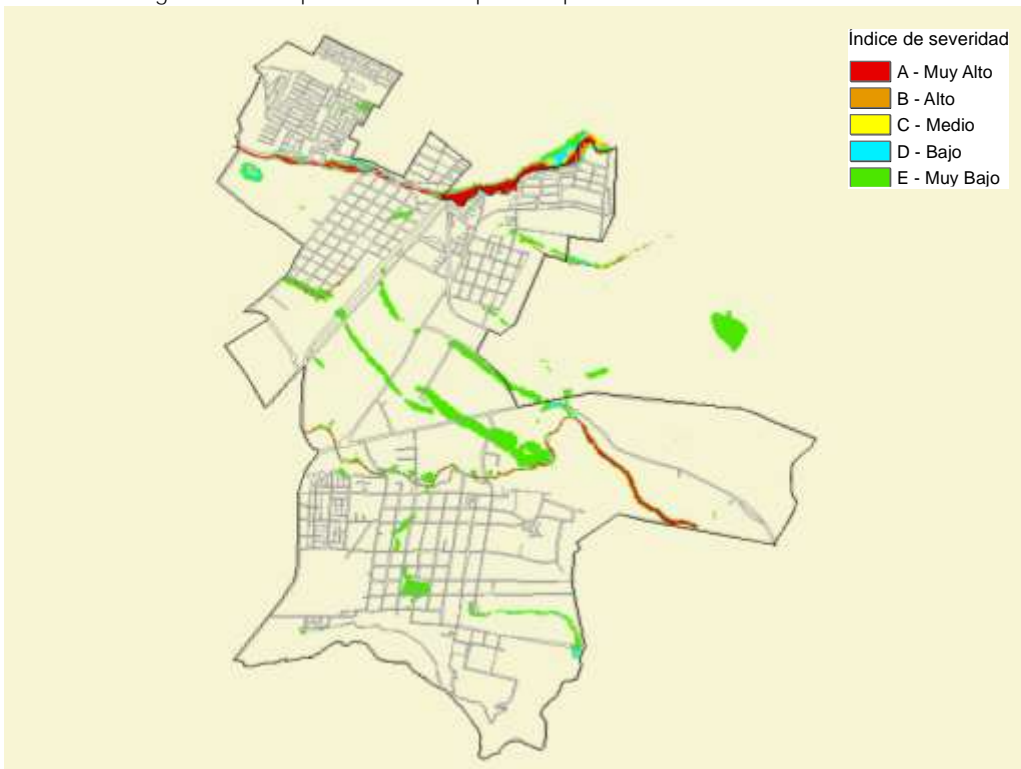 Índice de severidad
A - Muy Alto
B - Alto
C - Medio
D - Bajo
E - Muy Bajo